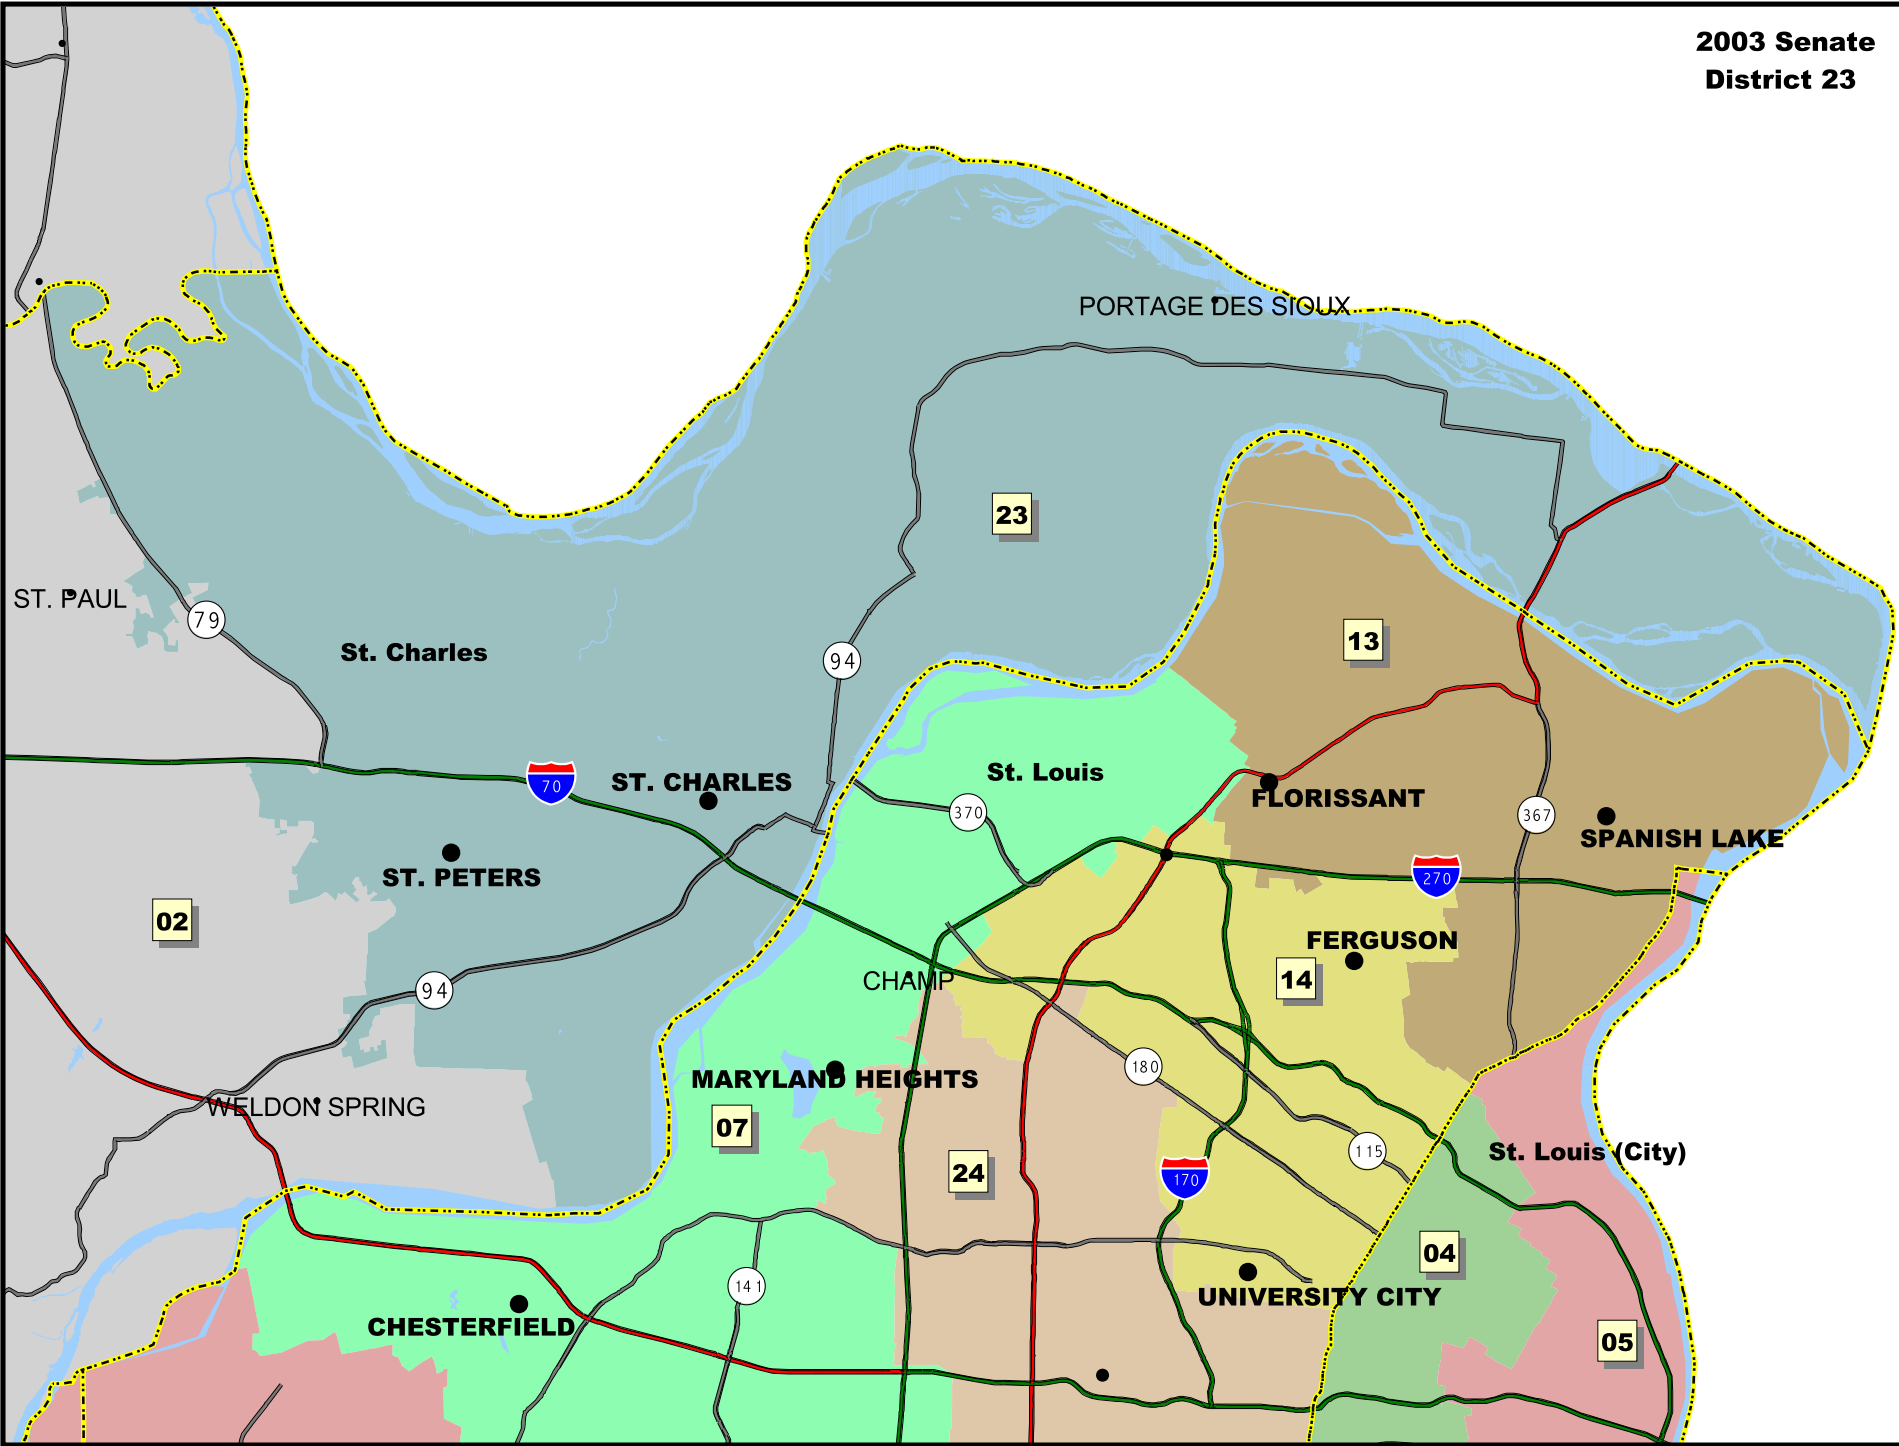 2003 Senate
District 23
PORTAGE DES SIOUX
23
ST. PAUL
79
13
St. Charles
94
St. Louis
70
ST. CHARLES
FLORISSANT
370
367
SPANISH LAKE
ST. PETERS
270
02
FERGUSON
CHAMP
14
94
180
MARYLAND HEIGHTS
WELDON SPRING
07
115
St. Louis (City)
24
170
04
141
UNIVERSITY CITY
CHESTERFIELD
05